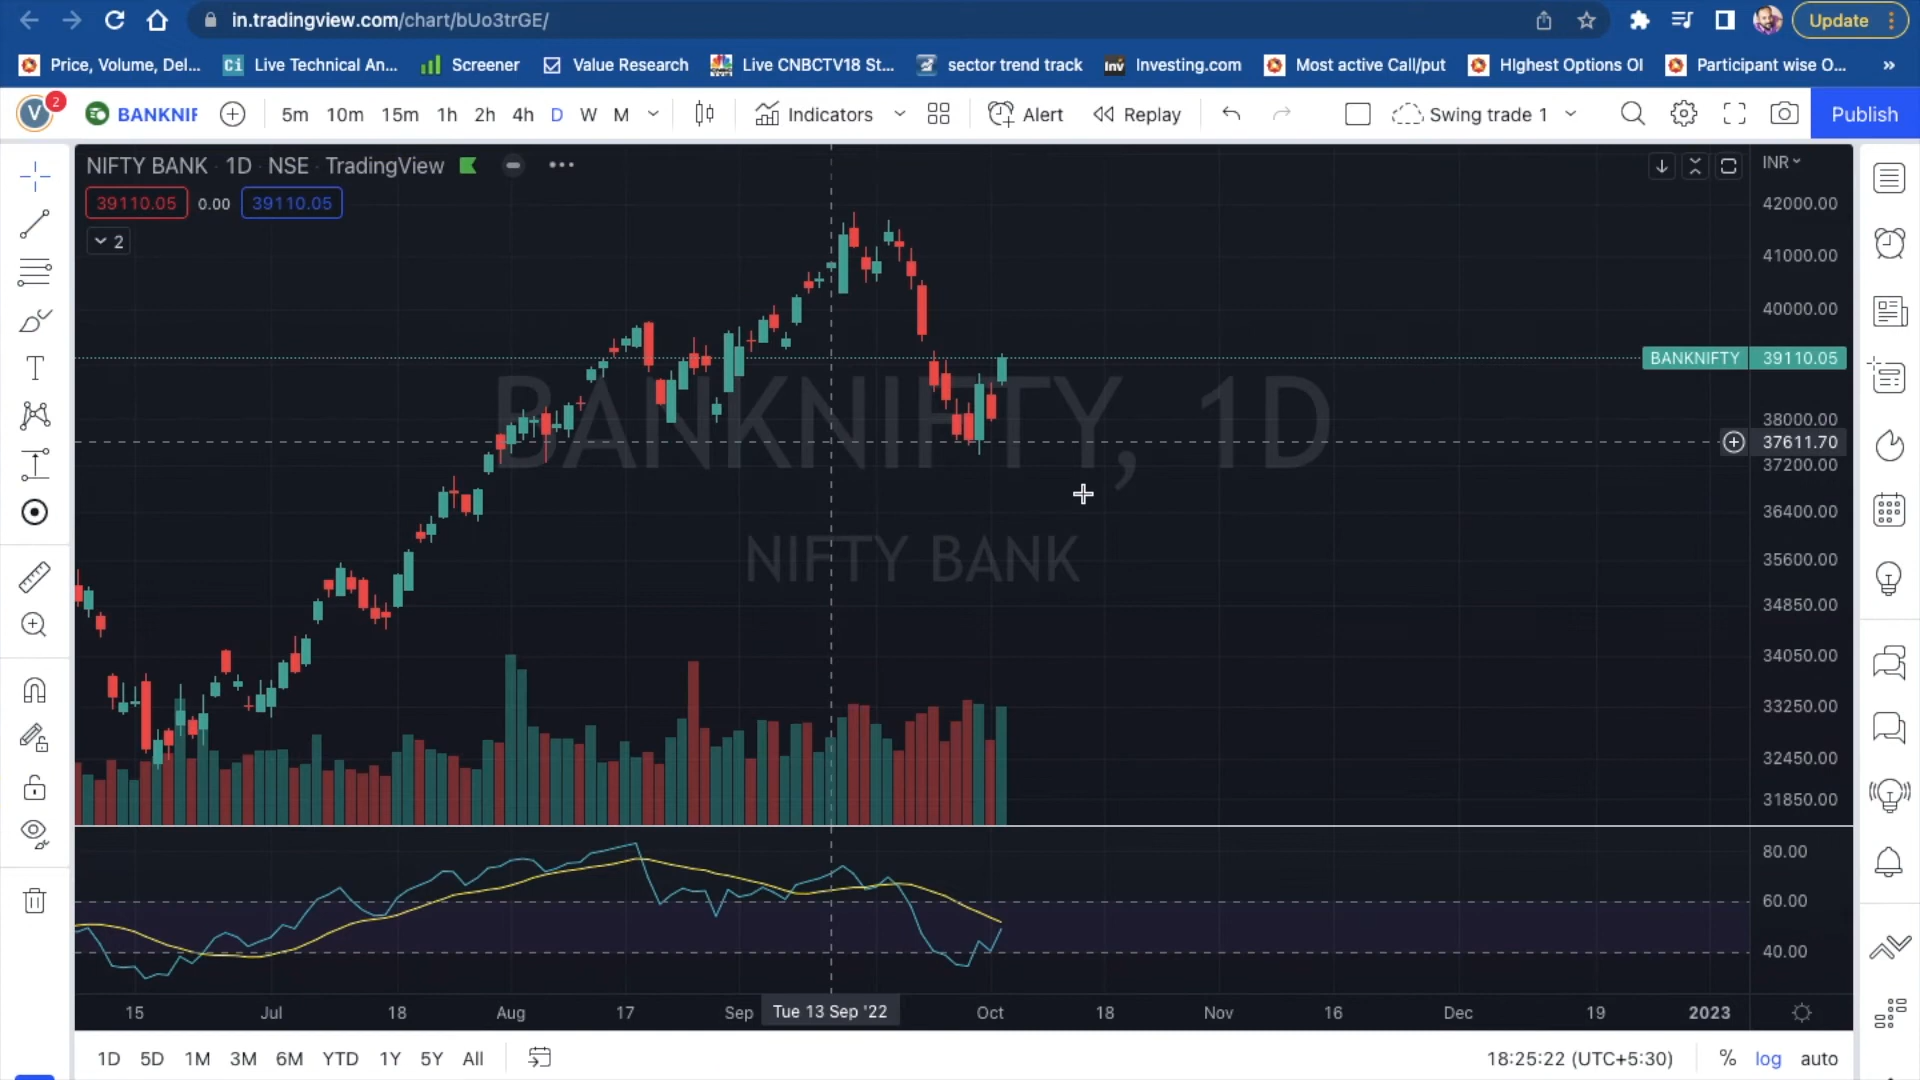 in.tradingview.com/chart/bUo3trGE/
Update
Price, Volume, Del...
Ci Live Technical An...
Screener
Value Research
Live CNBCTV18 St...
sector trend track
inv Investing.com
Most active Call/put
HIghest Options OI
Participant wise O...
»
V 2 BANKNIF 5m 10m 15m 1h 2h 4h D W M Indicators Alert Replay Swing trade 1 Publish
NIFTY BANK · 1D · NSE · TradingView
INR
39110.05 0.00 39110.05
2
42000.00
41000.00
40000.00
BANKNIFTY 39110.05
38000.00
37611.70
37200.00
36400.00
35600.00
34850.00
34050.00
33250.00
32450.00
31850.00
BANKNIFTY, 1D
NIFTY BANK
80.00
60.00
40.00
15 Jul 18 Aug 17 Sep Tue 13 Sep '22 Oct 18 Nov 16 Dec 19 2023
1D 5D 1M 3M 6M YTD 1Y 5Y All 18:25:22 (UTC+5:30) % log auto